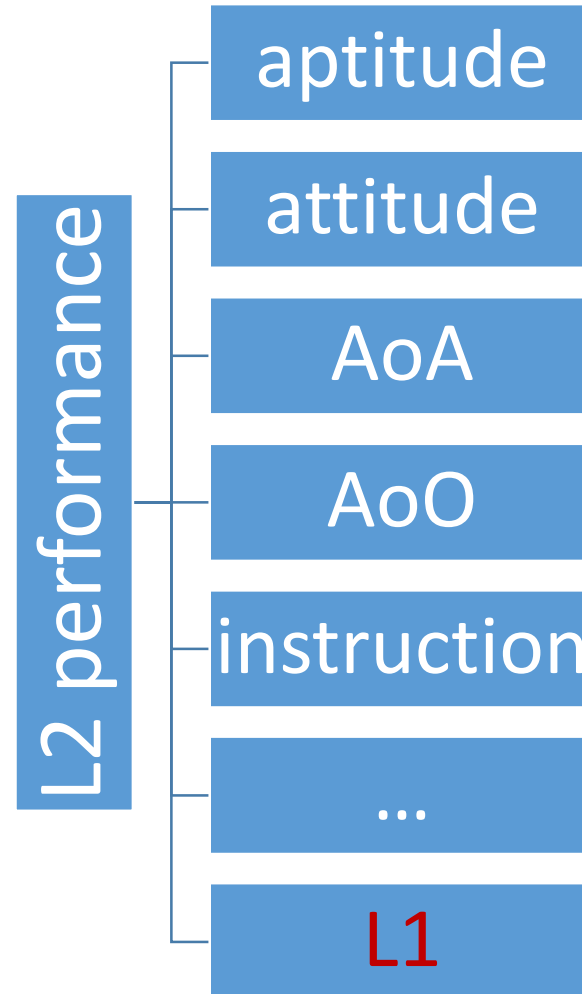 L2 performance
aptitude
attitude
AoA
AoO
instruction
...
L1